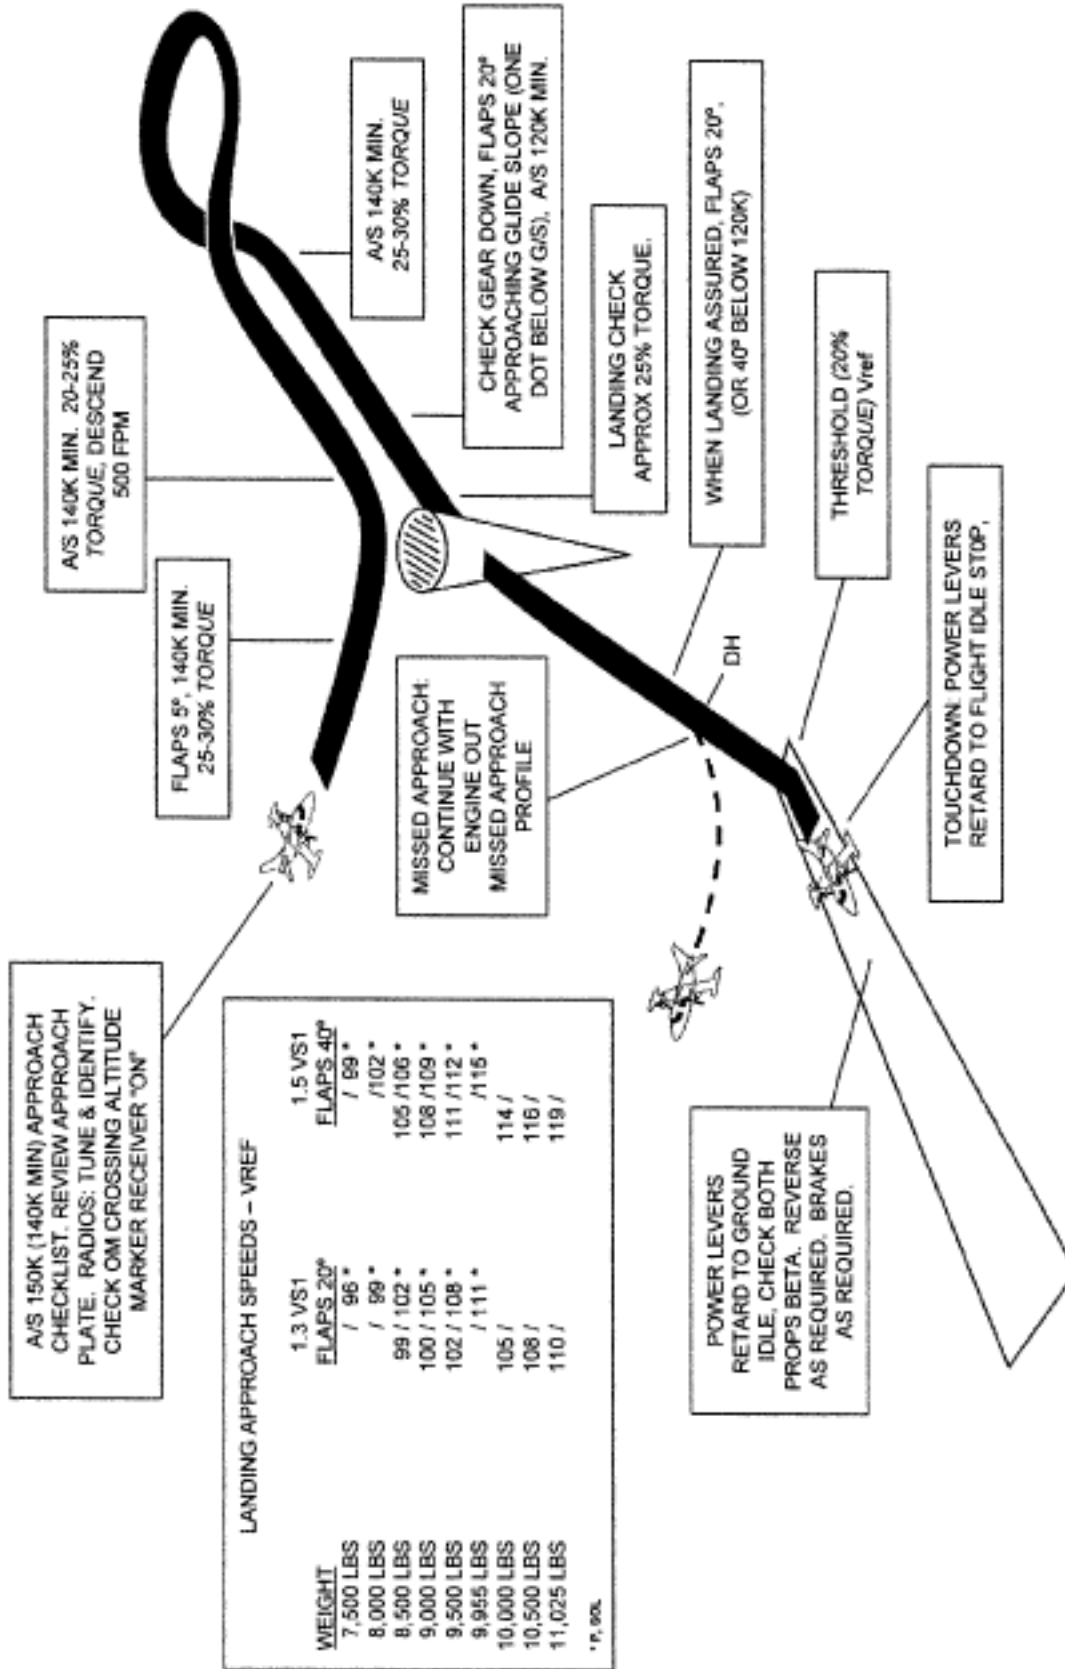 A/S 150K (140K MIN) APPROACH
CHECKLIST. REVIEW APPROACH
PLATE. RADIOS: TUNE & IDENTIFY.
CHECK OM CROSSING ALTITUDE
MARKER RECEIVER "ON"
FLAPS 5º, 140K MIN.
25-30% TORQUE
A/S 140K MIN. 20-25%
TORQUE, DESCEND
500 FPM
A/S 140K MIN.
25-30% TORQUE
CHECK GEAR DOWN, FLAPS 20º
APPROACHING GLIDE SLOPE (ONE
DOT BELOW G/S), A/S 120K MIN.
LANDING CHECK
APPROX 25% TORQUE.
WHEN LANDING ASSURED, FLAPS 20º,
(OR 40º BELOW 120K)
MISSED APPROACH:
CONTINUE WITH
ENGINE OUT
MISSED APPROACH
PROFILE
DH
THRESHOLD (20%
TORQUE) Vref
TOUCHDOWN: POWER LEVERS
RETARD TO FLIGHT IDLE STOP,
POWER LEVERS
RETARD TO GROUND
IDLE, CHECK BOTH
PROPS BETA. REVERSE
AS REQUIRED. BRAKES
AS REQUIRED.
LANDING APPROACH SPEEDS – VREF
1.3 VS1 1.5 VS1
WEIGHT FLAPS 20º FLAPS 40º
7,500 LBS / 96 * / 99 *
8,000 LBS / 99 * /102 *
8,500 LBS 99 / 102 * 105 /106 *
9,000 LBS 100 / 105 * 108 /109 *
9,500 LBS 102 / 108 * 111 /112 *
9,955 LBS / 111 * /115 *
10,000 LBS 105 / 114 /
10,500 LBS 108 / 116 /
11,025 LBS 110 / 119 /